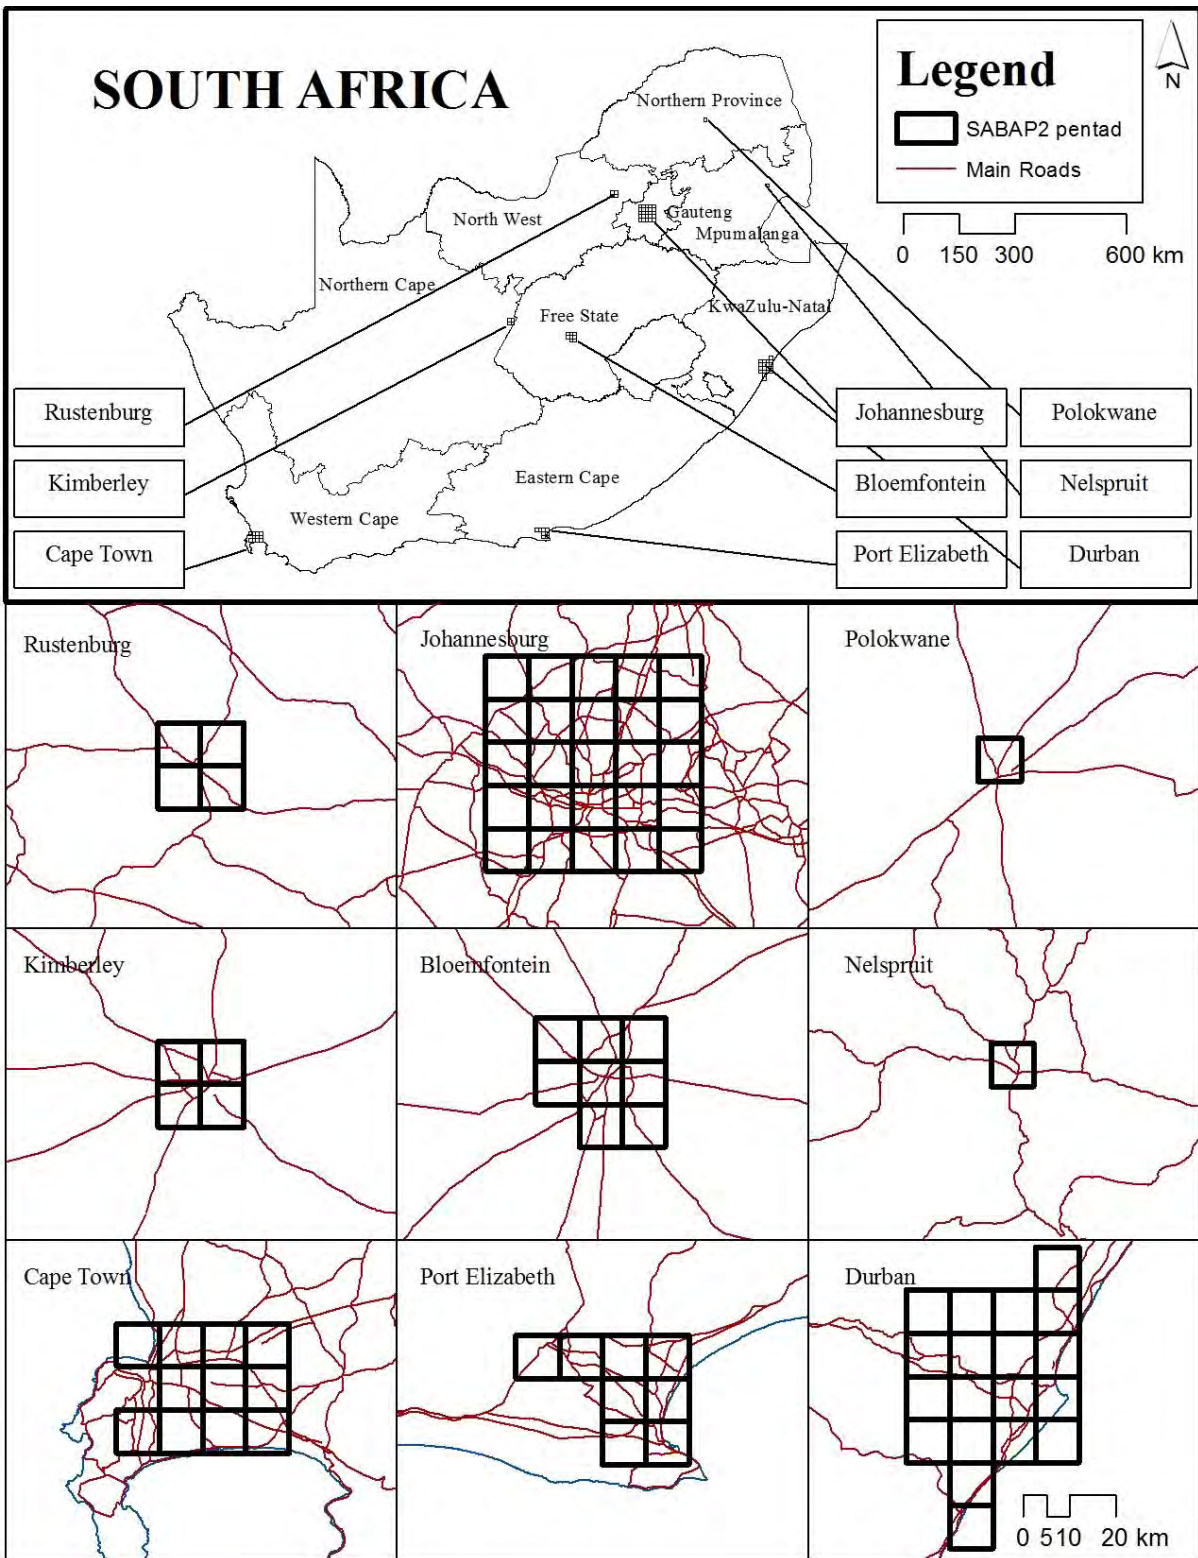 SOUTH AFRICA
Legend
SABAP2 pentad
Main Roads
N
0 150 300 600 km
Northern Province
North West
Gauteng
Mpumalanga
Northern Cape
Free State
KwaZulu-Natal
Eastern Cape
Western Cape
Rustenburg
Kimberley
Cape Town
Johannesburg
Polokwane
Bloemfontein
Nelspruit
Port Elizabeth
Durban
Rustenburg
Johannesburg
Polokwane
Kimberley
Bloemfontein
Nelspruit
Cape Town
Port Elizabeth
Durban
0 5 10 20 km